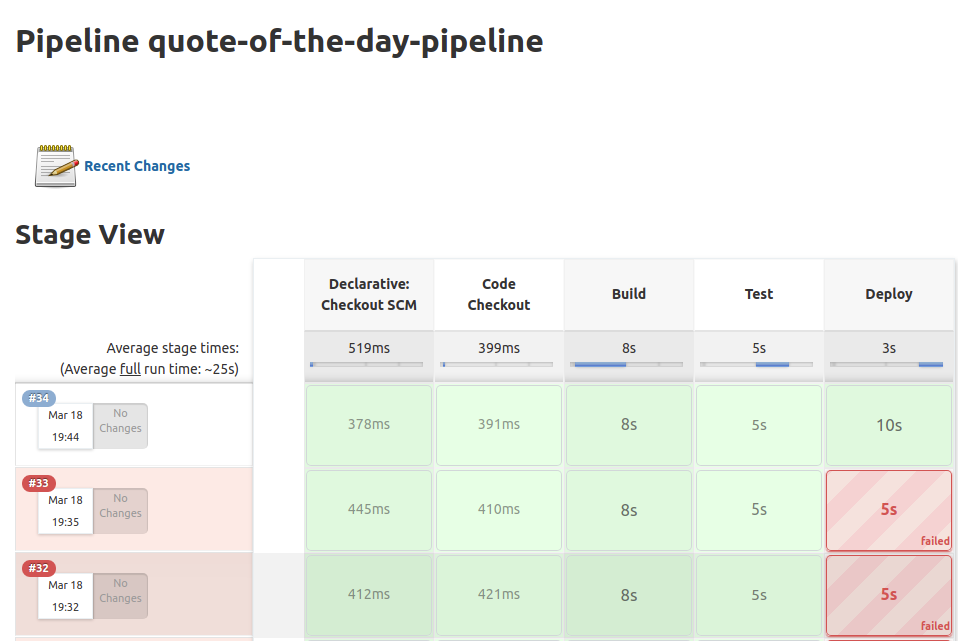 Pipeline quote-of-the-day-pipeline
Recent Changes
Stage View
Declarative: Checkout SCM
Code Checkout
Build
Test
Deploy
Average stage times:
(Average full run time: ~25s)
519ms
399ms
8s
5s
3s
#34
Mar 18
19:44
No Changes
378ms
391ms
8s
5s
10s
#33
Mar 18
19:35
No Changes
445ms
410ms
8s
5s
5s
failed
#32
Mar 18
19:32
No Changes
412ms
421ms
8s
5s
5s
failed